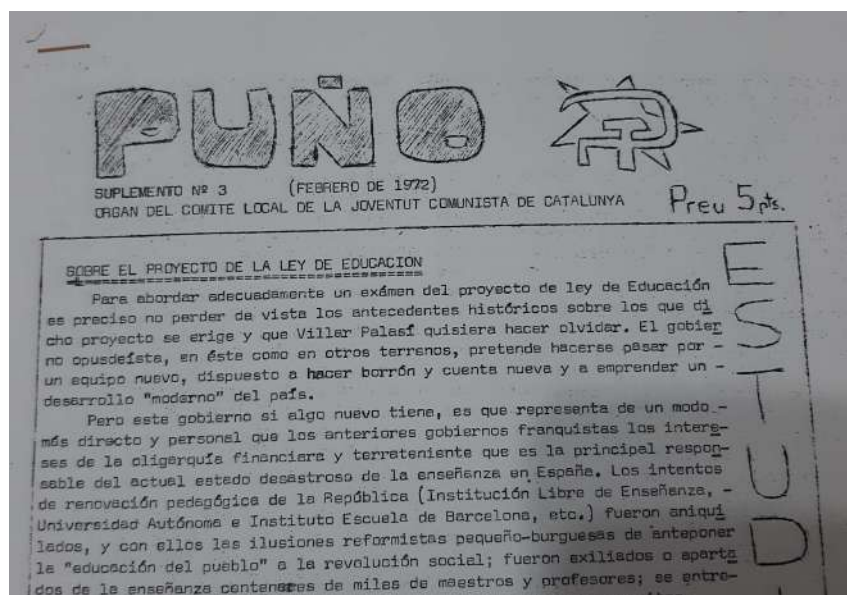 PUÑO
SUPLEMENTO Nº 3 (FEBRERO DE 1972)
ORGAN DEL COMITE LOCAL DE LA JOVENTUT COMUNISTA DE CATALUNYA
Preu 5 pts.
SOBRE EL PROYECTO DE LA LEY DE EDUCACION
Para abordar adecuadamente un exámen del proyecto de ley de Educación
es preciso no perder de vista los antecedentes históricos sobre los que di
cho proyecto se erige y que Villar Palasí quisiera hacer olvidar. El gobier
no opusdeísta, en éste como en otros terrenos, pretende hacerse pasar por -
un equipo nuevo, dispuesto a hacer borrón y cuenta nueva y a emprender un -
desarrollo "moderno" del país.
Pero este gobierno si algo nuevo tiene, es que representa de un modo -
más directo y personal que los anteriores gobiernos franquistas los intere-
ses de la oligarquía financiera y terrateniente que es la principal respon-
sable del actual estado desastroso de la enseñanza en España. Los intentos
de renovación pedagógica de la República (Institución Libre de Enseñanza, -
Universidad Autónoma e Instituto Escuela de Barcelona, etc.) fueron aniqui
lados, y con ellos las ilusiones reformistas pequeño-burguesas de anteponer
la "educación del pueblo" a la revolución social; fueron exiliados o aparta
dos de la enseñanza centenares de miles de maestros y profesores; se entro-
ESTUD